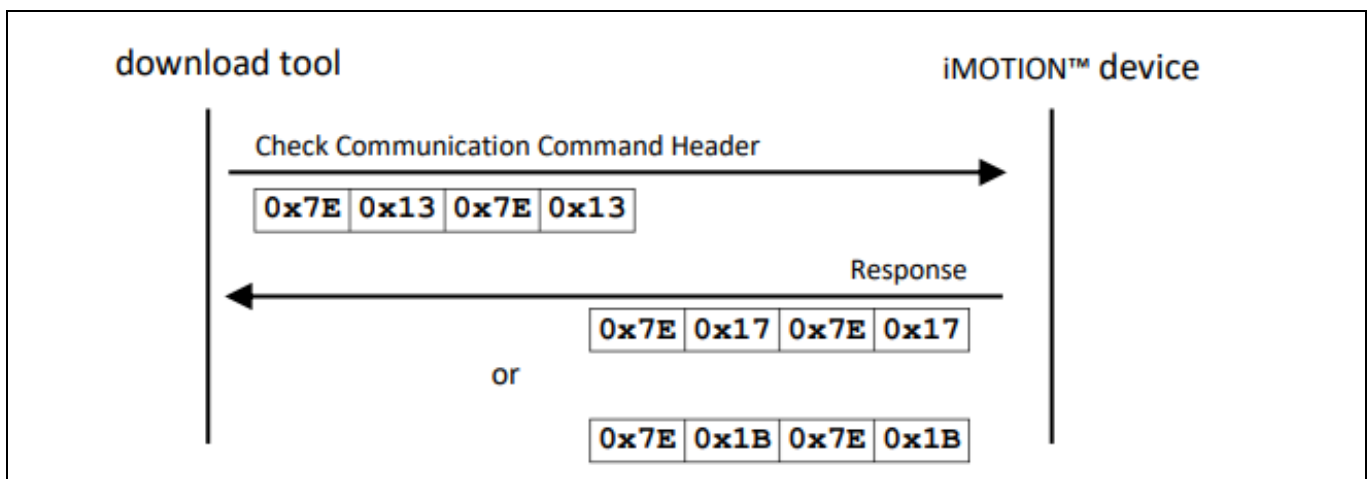 download tool
iMOTION™ device
Check Communication Command Header
0x7E 0x13 0x7E 0x13
Response
0x7E 0x17 0x7E 0x17
or
0x7E 0x1B 0x7E 0x1B